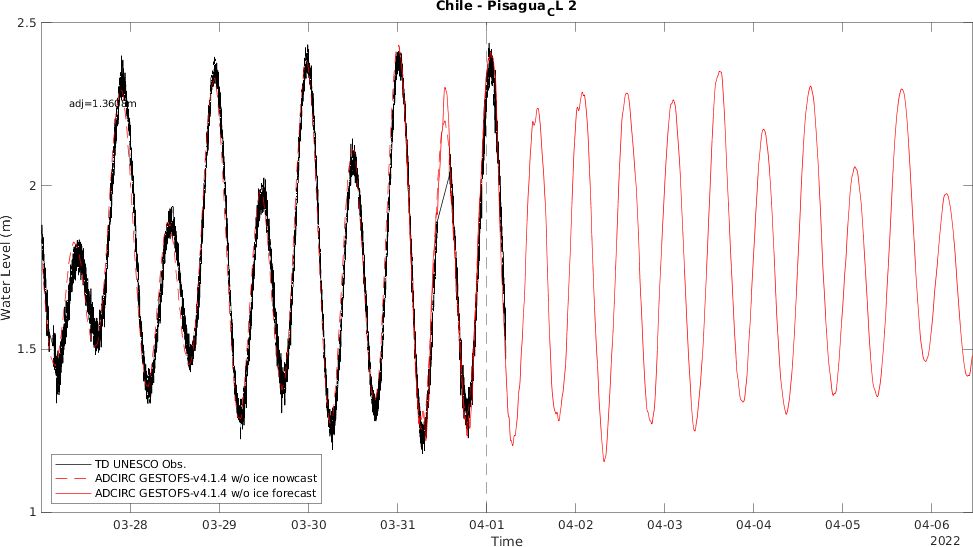 Chile - Pisagua_CL 2
2.5
2
1.5
1
Water Level (m)
adj=1.3608m
TD UNESCO Obs.
ADCIRC GESTOFS-v4.1.4 w/o ice nowcast
ADCIRC GESTOFS-v4.1.4 w/o ice forecast
03-28 03-29 03-30 03-31 04-01 04-02 04-03 04-04 04-05 04-06
Time 2022